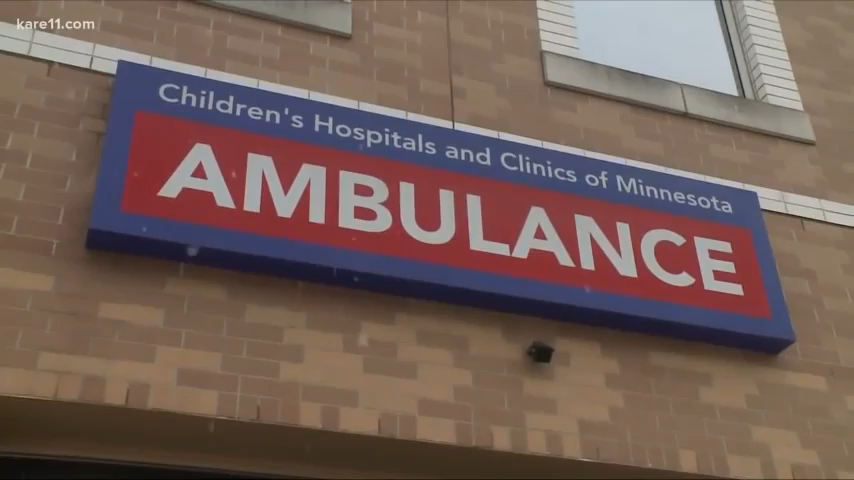 kare11.com
Children's Hospitals and Clinics of Minnesota
AMBULANCE